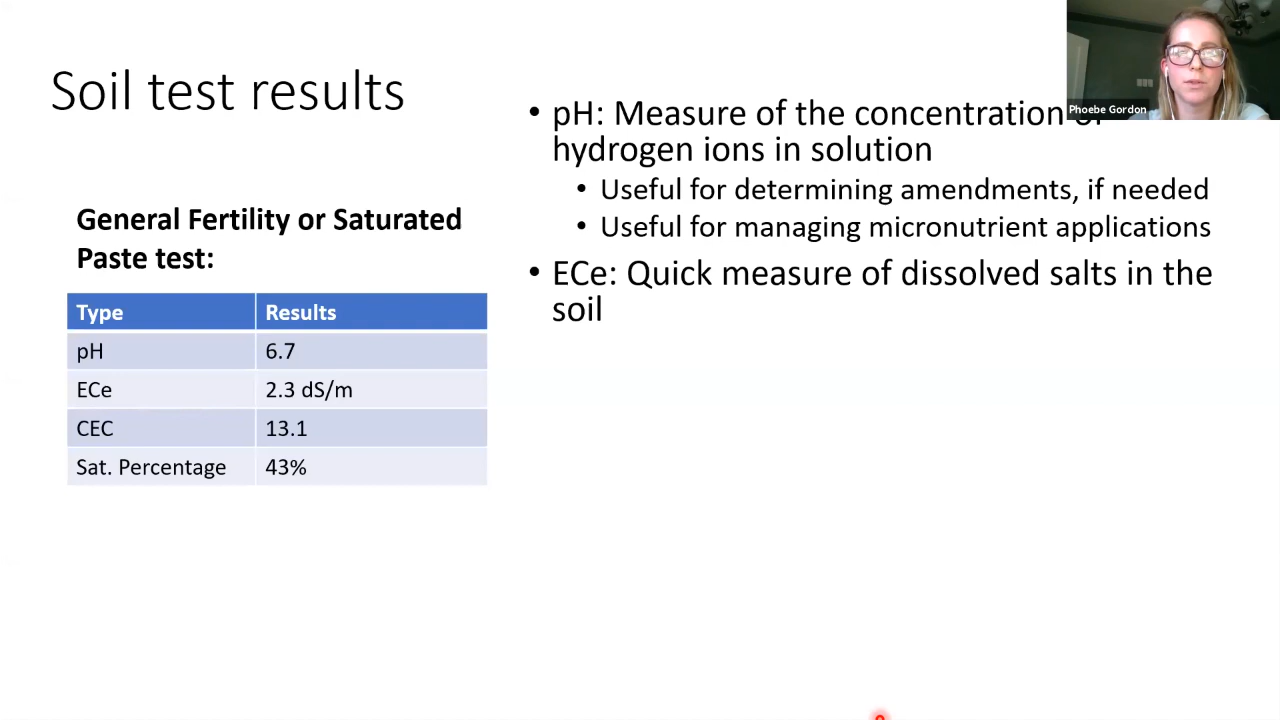 Soil test results
General Fertility or Saturated
Paste test:
Type Results
pH 6.7
ECe 2.3 dS/m
CEC 13.1
Sat. Percentage 43%
• pH: Measure of the concentration of
hydrogen ions in solution
• Useful for determining amendments, if needed
• Useful for managing micronutrient applications
• ECe: Quick measure of dissolved salts in the
soil
Phoebe Gordon